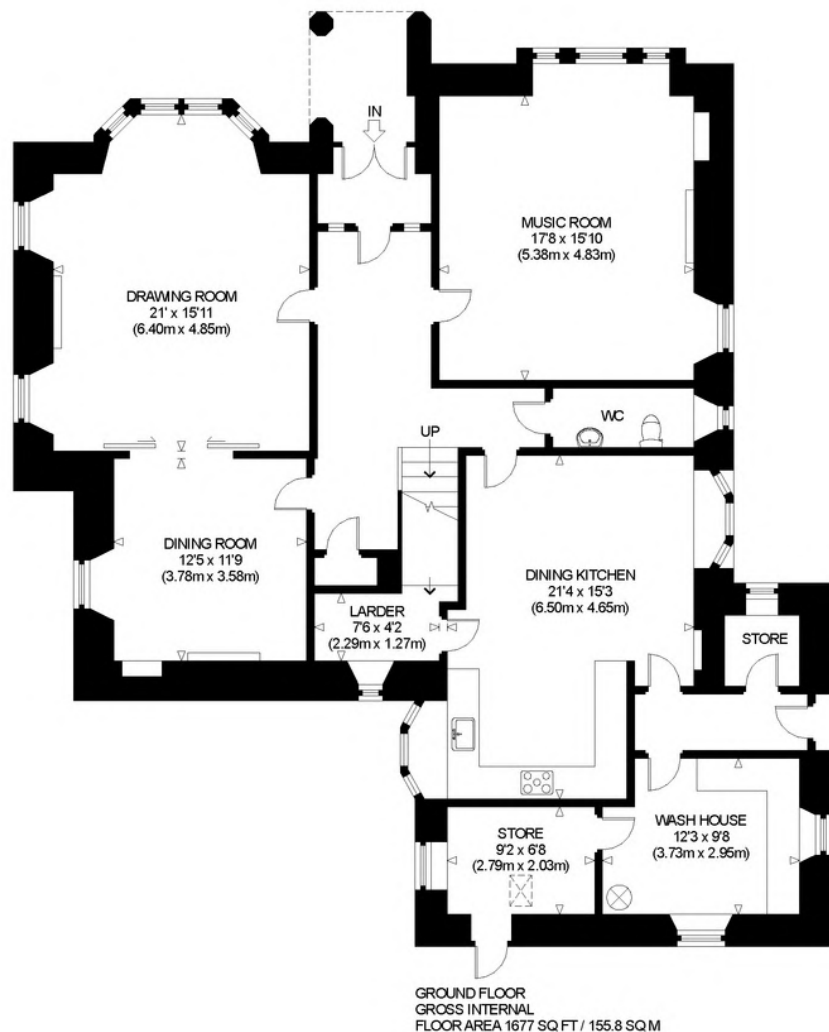 IN
MUSIC ROOM
17'8 x 15'10
(5.38m x 4.83m)
DRAWING ROOM
21' x 15'11
(6.40m x 4.85m)
WC
UP
DINING ROOM
12'5 x 11'9
(3.78m x 3.58m)
DINING KITCHEN
21'4 x 15'3
(6.50m x 4.65m)
LARDER
7'6 x 4'2
(2.29m x 1.27m)
STORE
STORE
9'2 x 6'8
(2.79m x 2.03m)
WASH HOUSE
12'3 x 9'8
(3.73m x 2.95m)
GROUND FLOOR
GROSS INTERNAL
FLOOR AREA 1677 SQ FT / 155.8 SQ M